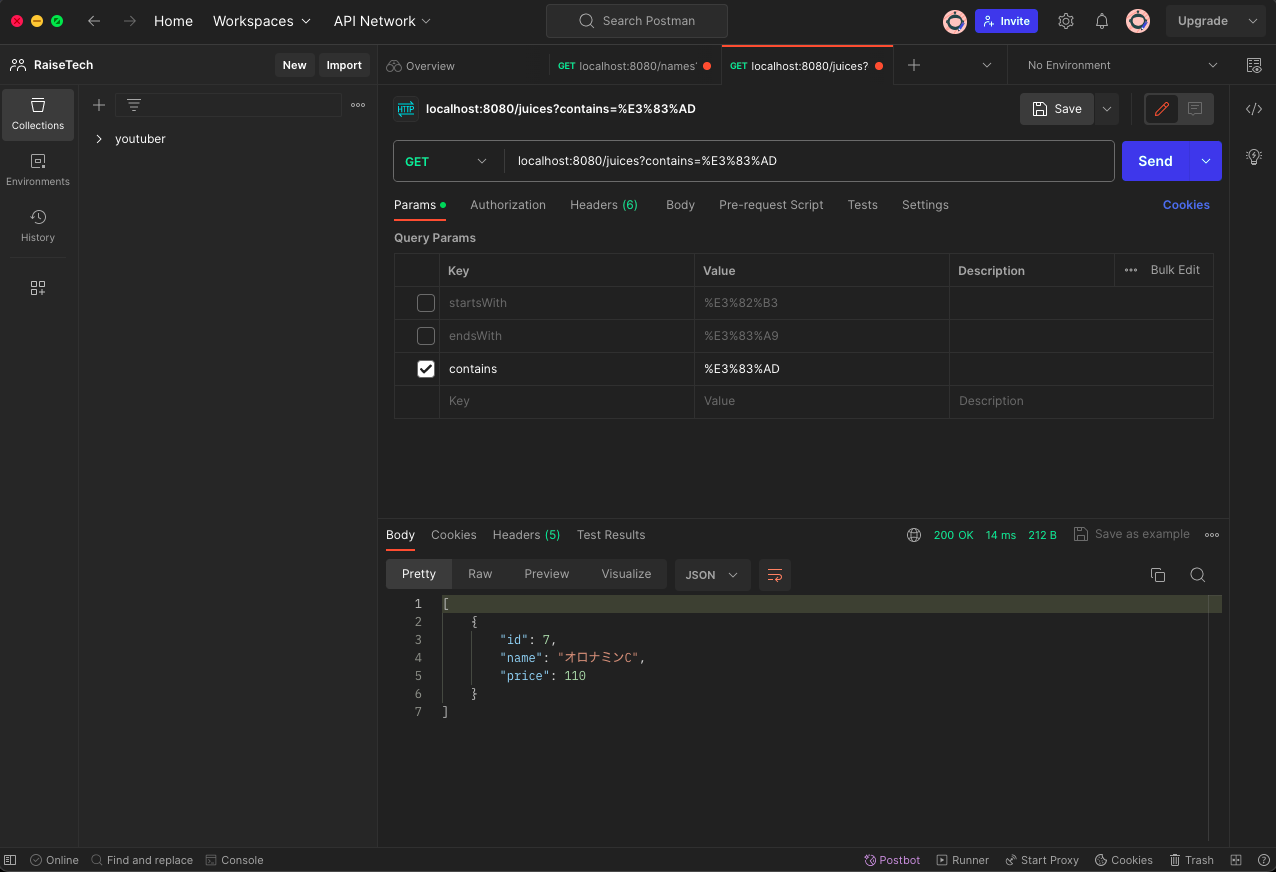 Home Workspaces API Network Search Postman Invite Upgrade
RaiseTech New Import Overview GET localhost:8080/names' GET localhost:8080/juices? No Environment
Collections
Environments
History
youtuber
HTTP localhost:8080/juices?contains=%E3%83%AD Save
GET localhost:8080/juices?contains=%E3%83%AD Send
Params Authorization Headers (6) Body Pre-request Script Tests Settings Cookies
Query Params
Key Value Description Bulk Edit
startsWith %E3%82%B3
endsWith %E3%83%A9
contains %E3%83%AD
Key Value Description
Body Cookies Headers (5) Test Results 200 OK 14 ms 212 B Save as example
Pretty Raw Preview Visualize JSON
1 [
2 {
3 "id": 7,
4 "name": "オロナミンC",
5 "price": 110
6 }
7 ]
Online Find and replace Console Postbot Runner Start Proxy Cookies Trash